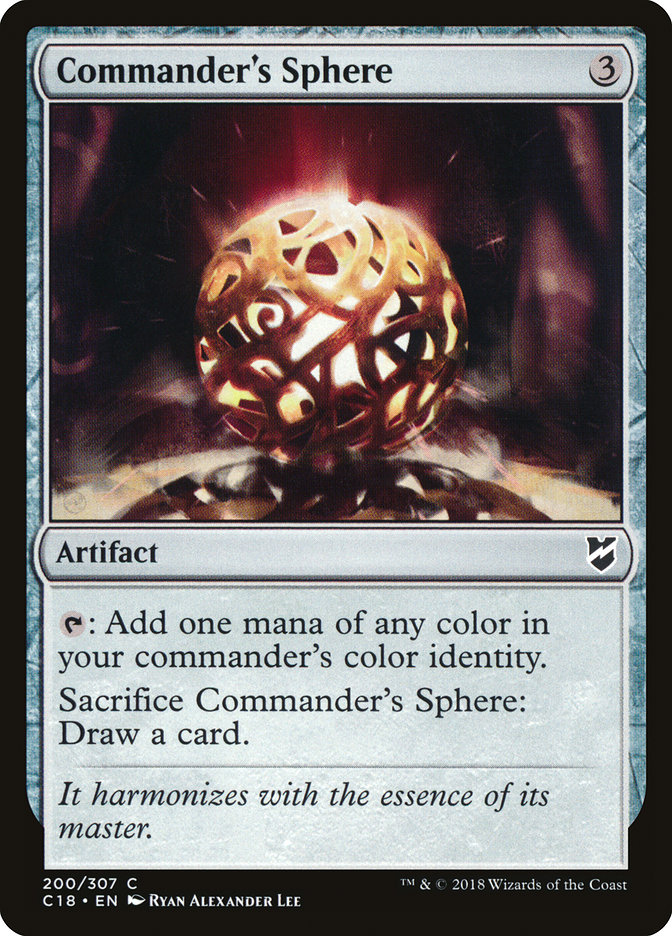 Commander's Sphere 3
Artifact
: Add one mana of any color in
your commander's color identity.
Sacrifice Commander's Sphere:
Draw a card.
It harmonizes with the essence of its
master.
200/307 C
™ & © 2018 Wizards of the Coast
C18 • EN Ryan Alexander Lee